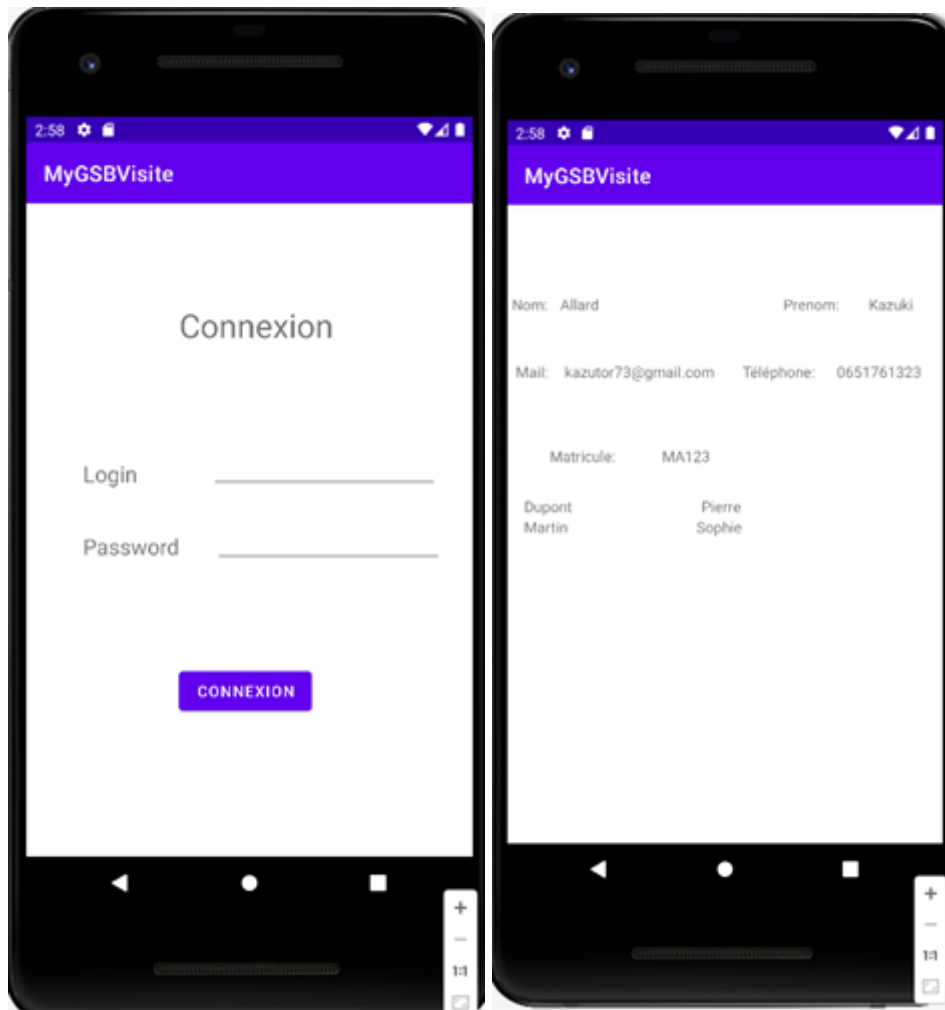 2:58
MyGSBVisite
Connexion
Login
Password
CONNEXION
1:1
2:58
MyGSBVisite
Nom: Allard Prenom: Kazuki
Mail: kazutor73@gmail.com Téléphone: 0651761323
Matricule: MA123
Dupont Pierre
Martin Sophie
1:1